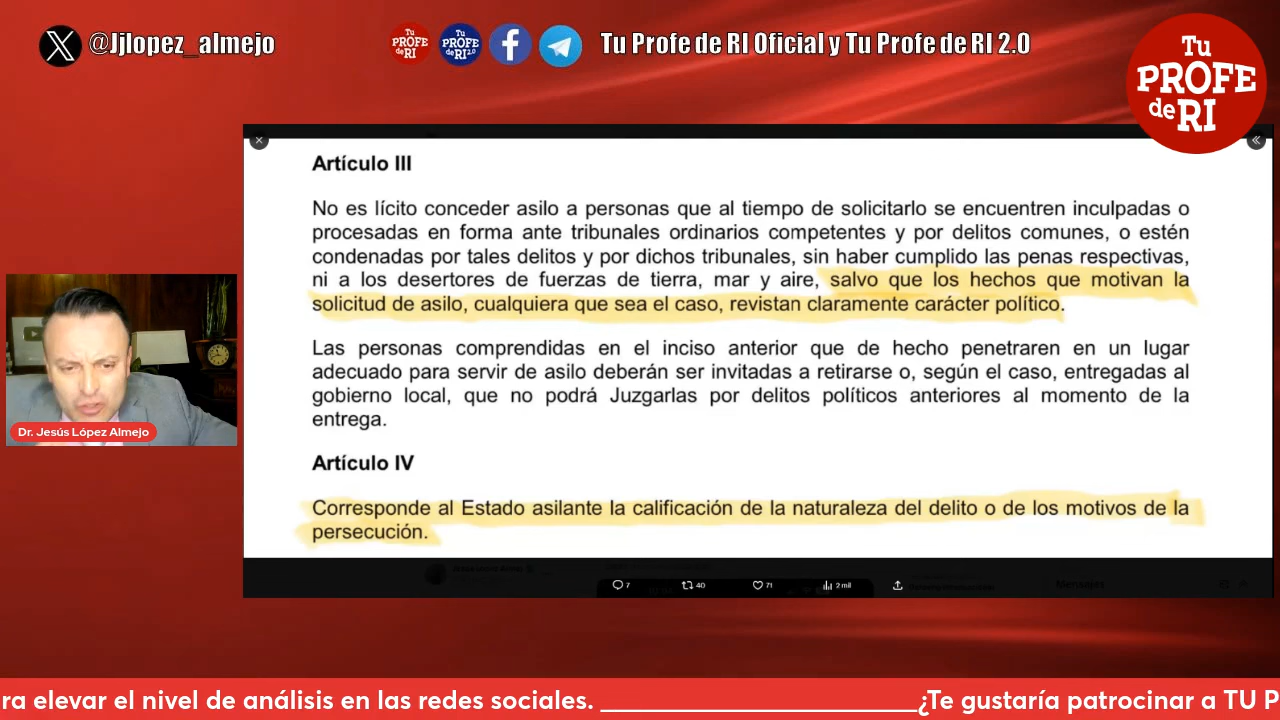 @Jjlopez_almejo
Tu PROFE de RI
Tu PROFE de RI 2.0
Tu Profe de RI Oficial y Tu Profe de RI 2.0
Tu
PROFE
de RI
Artículo III
No es lícito conceder asilo a personas que al tiempo de solicitarlo se encuentren inculpadas o
procesadas en forma ante tribunales ordinarios competentes y por delitos comunes, o estén
condenadas por tales delitos y por dichos tribunales, sin haber cumplido las penas respectivas,
ni a los desertores de fuerzas de tierra, mar y aire, salvo que los hechos que motivan la
solicitud de asilo, cualquiera que sea el caso, revistan claramente carácter político.
Las personas comprendidas en el inciso anterior que de hecho penetraren en un lugar
adecuado para servir de asilo deberán ser invitadas a retirarse o, según el caso, entregadas al
gobierno local, que no podrá Juzgarlas por delitos políticos anteriores al momento de la
entrega.
Artículo IV
Corresponde al Estado asilante la calificación de la naturaleza del delito o de los motivos de la
persecución.
Dr. Jesús López Almejo
7 40 71 2 mil
ra elevar el nivel de análisis en las redes sociales. ________________________¿Te gustaría patrocinar a TU P